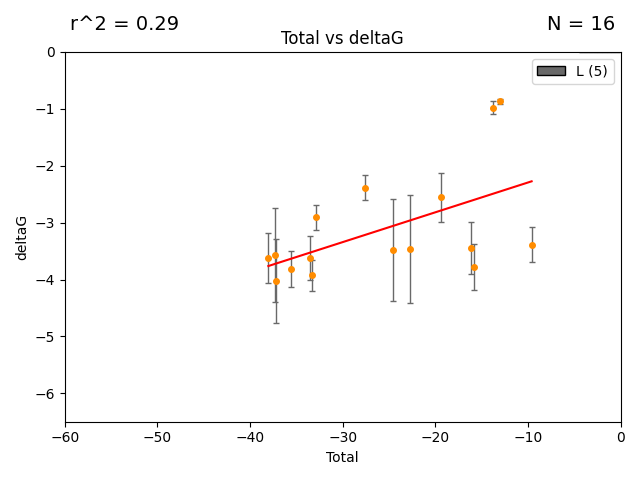 r^2 = 0.29
N = 16
Total vs deltaG
L (5)
deltaG
0
−1
−2
−3
−4
−5
−6
−60
−50
−40
−30
−20
−10
0
Total